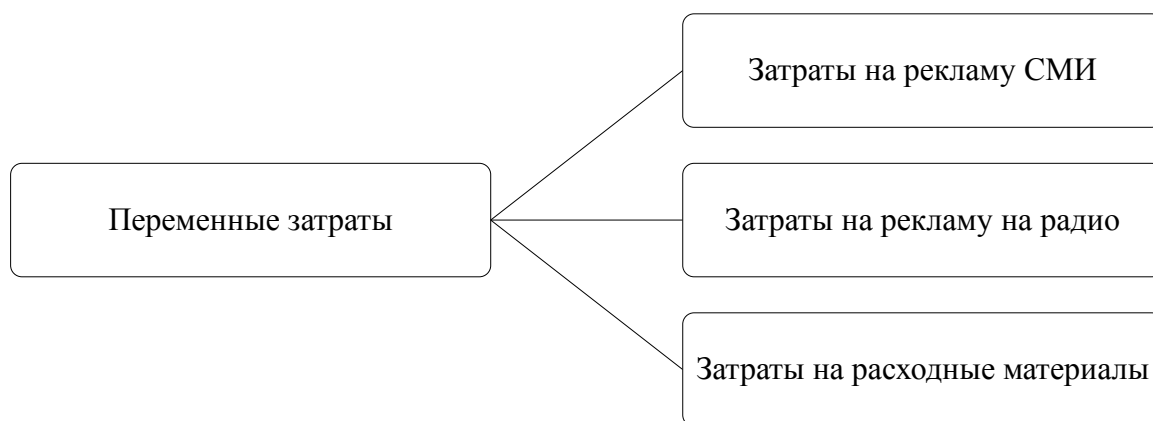 Затраты на рекламу СМИ
Переменные затраты
Затраты на рекламу на радио
Затраты на расходные материалы